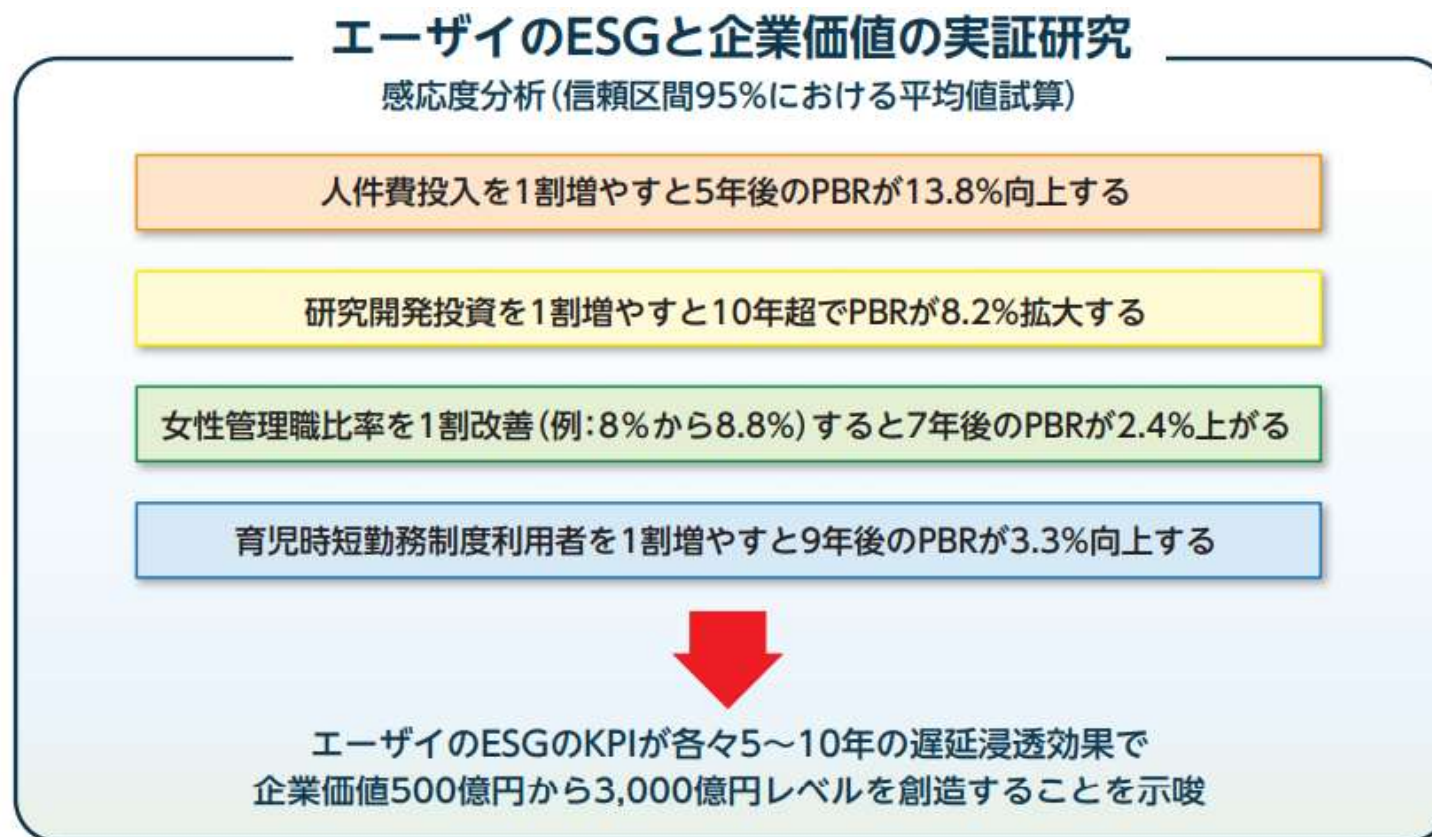 エーザイのESGと企業価値の実証研究
感応度分析(信頼区間95%における平均値試算)
人件費投入を1割増やすと5年後のPBRが13.8%向上する
研究開発投資を1割増やすと10年超でPBRが8.2%拡大する
女性管理職比率を1割改善(例:8%から8.8%)すると7年後のPBRが2.4%上がる
育児時短勤務制度利用者を1割増やすと9年後のPBRが3.3%向上する
エーザイのESGのKPIが各々5～10年の遅延浸透効果で
企業価値500億円から3,000億円レベルを創造することを示唆